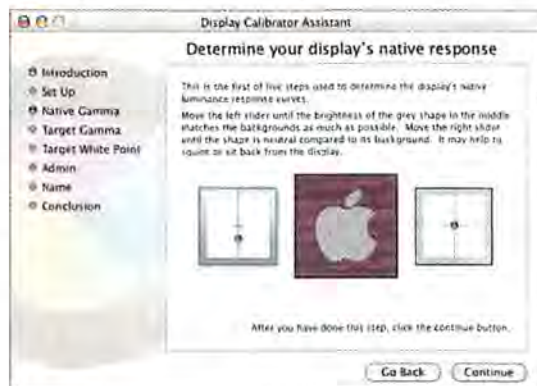 Display Calibrator Assistant
Determine your display's native response
Introduction
Set Up
Native Gamma
Target Gamma
Target White Point
Admin
Name
Conclusion
This is the first of five steps used to determine the display's native
luminance response curves.
Move the left slider until the brightness of the grey shape in the middle
matches the backgrounds as much as possible. Move the right slider
until the shape is neutral compared to its background. It may help to
squint or sit back from the display.
After you have done this step, click the continue button.
Go Back
Continue